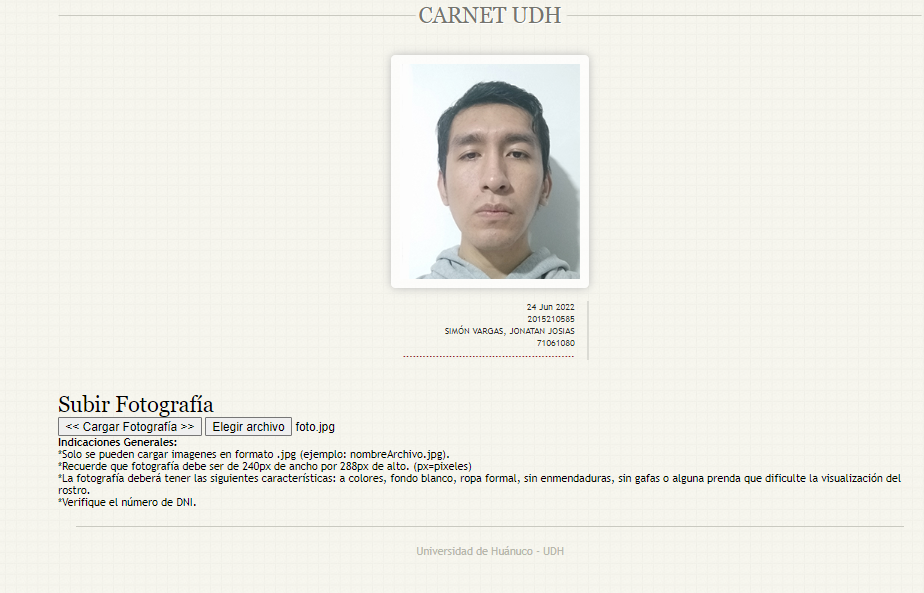 CARNET UDH
24 Jun 2022
2015210585
SIMÓN VARGAS, JONATAN JOSIAS
71061080
Subir Fotografía
<< Cargar Fotografía >> Elegir archivo foto.jpg
Indicaciones Generales:
*Solo se pueden cargar imagenes en formato .jpg (ejemplo: nombreArchivo.jpg).
*Recuerde que fotografía debe ser de 240px de ancho por 288px de alto. (px=pixeles)
*La fotografía deberá tener las siguientes características: a colores, fondo blanco, ropa formal, sin enmendaduras, sin gafas o alguna prenda que dificulte la visualización del
rostro.
*Verifique el número de DNI.
Universidad de Huánuco - UDH